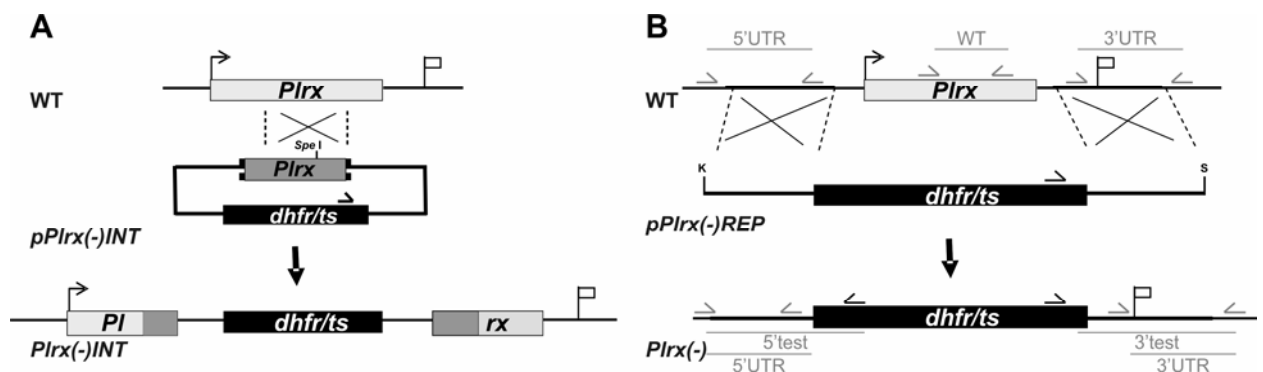 A
WT
Plrx
Spe I
Plrx
dhfr/ts
pPlrx(-)INT
Pl
dhfr/ts
rx
Plrx(-)INT
B
5'UTR
WT
3'UTR
WT
Plrx
K
S
dhfr/ts
pPlrx(-)REP
dhfr/ts
Plrx(-)
5'test
3'test
5'UTR
3'UTR